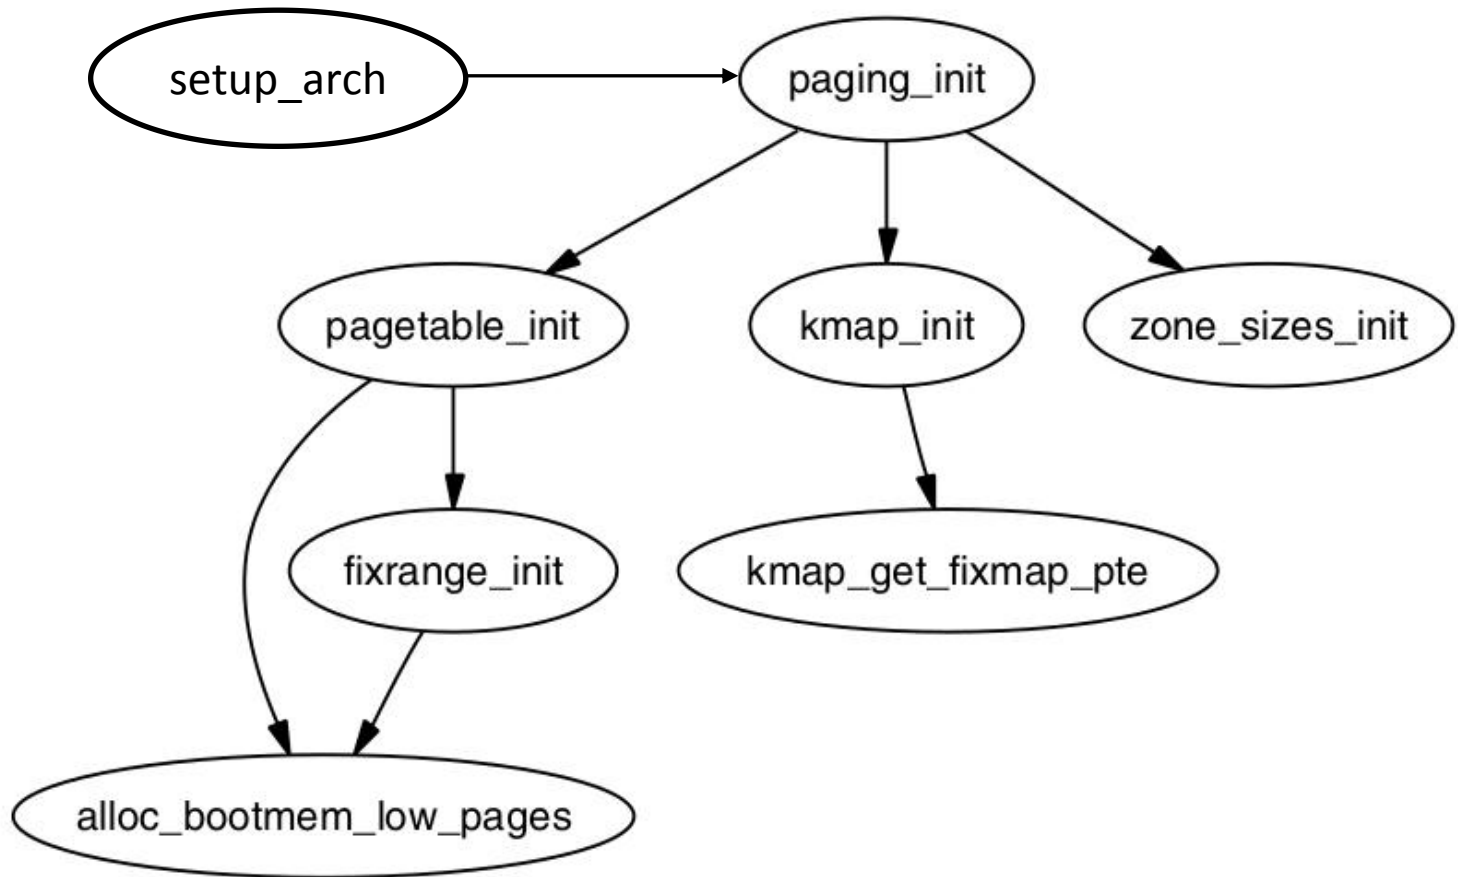 setup_arch
paging_init
pagetable_init
kmap_init
zone_sizes_init
fixrange_init
kmap_get_fixmap_pte
alloc_bootmem_low_pages